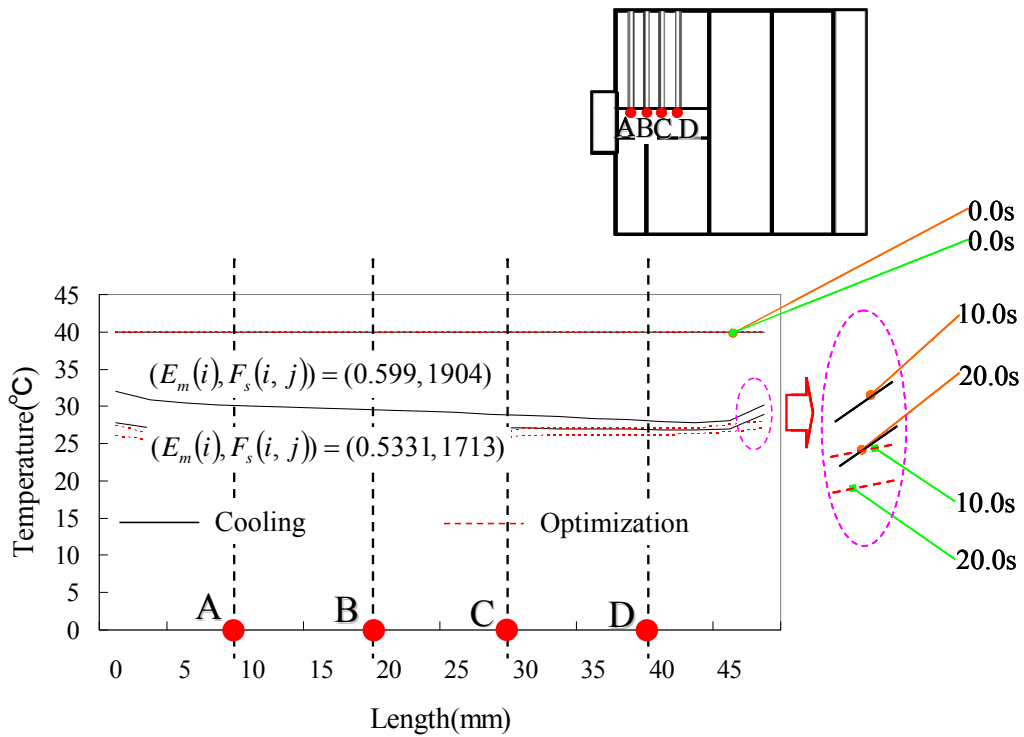 A B C D
0.0s
0.0s
10.0s
20.0s
10.0s
20.0s
Temperature(℃)
45
40
35
30
25
20
15
10
5
0
(E_m(i), F_s(i, j)) = (0.599,1904)
(E_m(i), F_s(i, j)) = (0.5331,1713)
Cooling
Optimization
A B C D
0 5 10 15 20 25 30 35 40 45
Length(mm)